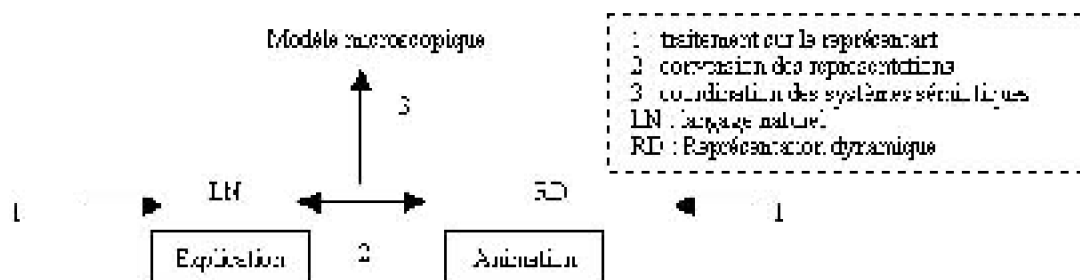 Modèle microscopique
1 : traitement sur le représentant
2 : conversion des représentations
3 : coordination des systèmes sémiotiques
LN : langage naturel
RD : Représentation dynamique
3
LN
RD
1
1
2
Explication
Animation